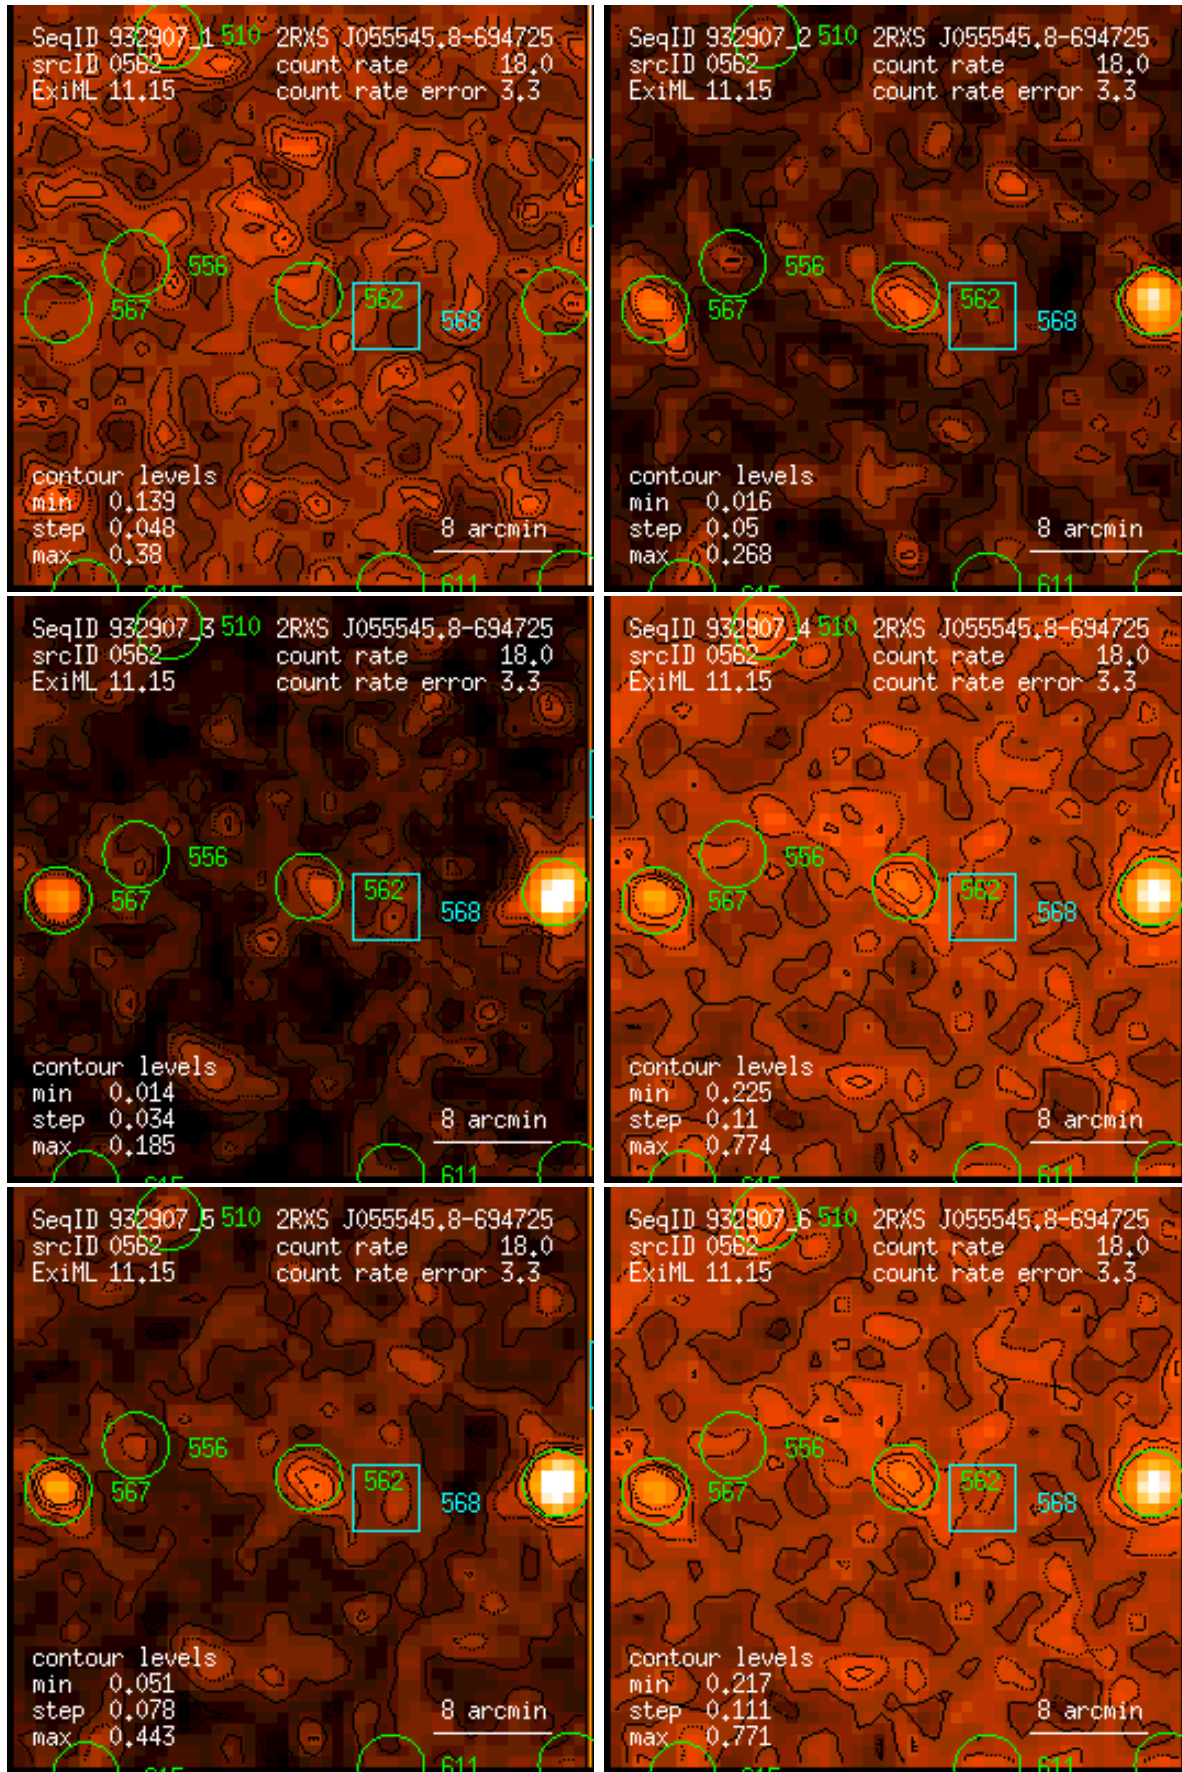 SeqID 932907_1 510 2RXS J055545.8-694725
srcID 0562 count rate 18.0
ExiML 11.15 count rate error 3.3
556
567
562
568
contour levels
min 0.139
step 0.048
max 0.38
8 arcmin
615
611
SeqID 932907_2 510 2RXS J055545.8-694725
srcID 0562 count rate 18.0
ExiML 11.15 count rate error 3.3
556
567
562
568
contour levels
min 0.016
step 0.05
max 0.268
8 arcmin
615
611
SeqID 932907_3 510 2RXS J055545.8-694725
srcID 0562 count rate 18.0
ExiML 11.15 count rate error 3.3
556
567
562
568
contour levels
min 0.014
step 0.034
max 0.185
8 arcmin
615
611
SeqID 932907_4 510 2RXS J055545.8-694725
srcID 0562 count rate 18.0
ExiML 11.15 count rate error 3.3
556
567
562
568
contour levels
min 0.225
step 0.11
max 0.774
8 arcmin
615
611
SeqID 932907_5 510 2RXS J055545.8-694725
srcID 0562 count rate 18.0
ExiML 11.15 count rate error 3.3
556
567
562
568
contour levels
min 0.051
step 0.078
max 0.443
8 arcmin
615
611
SeqID 932907_6 510 2RXS J055545.8-694725
srcID 0562 count rate 18.0
ExiML 11.15 count rate error 3.3
556
567
562
568
contour levels
min 0.217
step 0.111
max 0.771
8 arcmin
615
611